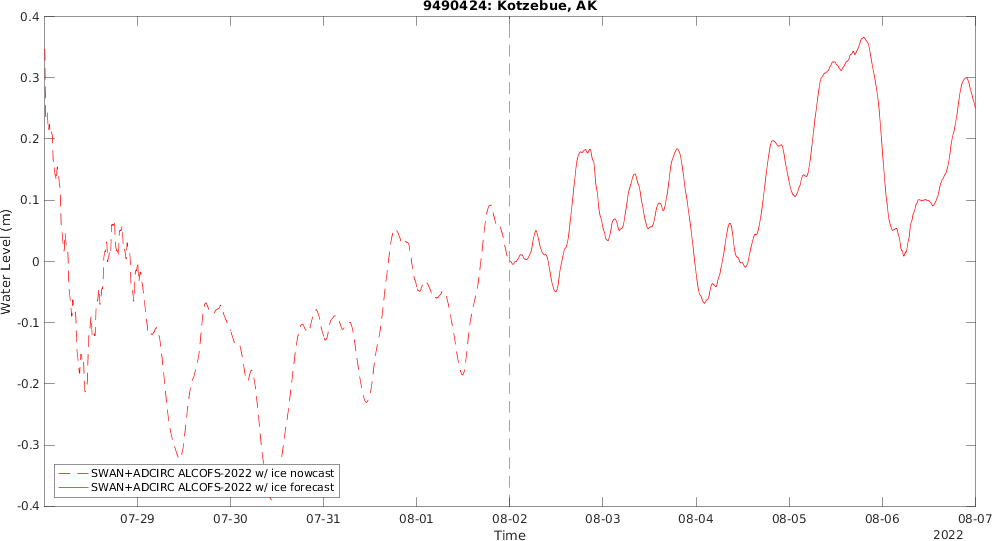 9490424: Kotzebue, AK
0.4
0.3
0.2
0.1
0
-0.1
-0.2
-0.3
-0.4
Water Level (m)
SWAN+ADCIRC ALCOFS-2022 w/ ice nowcast
SWAN+ADCIRC ALCOFS-2022 w/ ice forecast
07-29 07-30 07-31 08-01 08-02 08-03 08-04 08-05 08-06 08-07
Time
2022